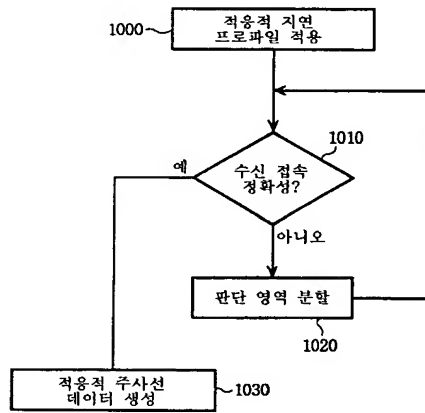 1000
적응적 지연
프로파일 적용
1010
예
수신 접속
정확성?
아니오
판단 영역 분할
1020
적응적 주사선
데이터 생성
1030